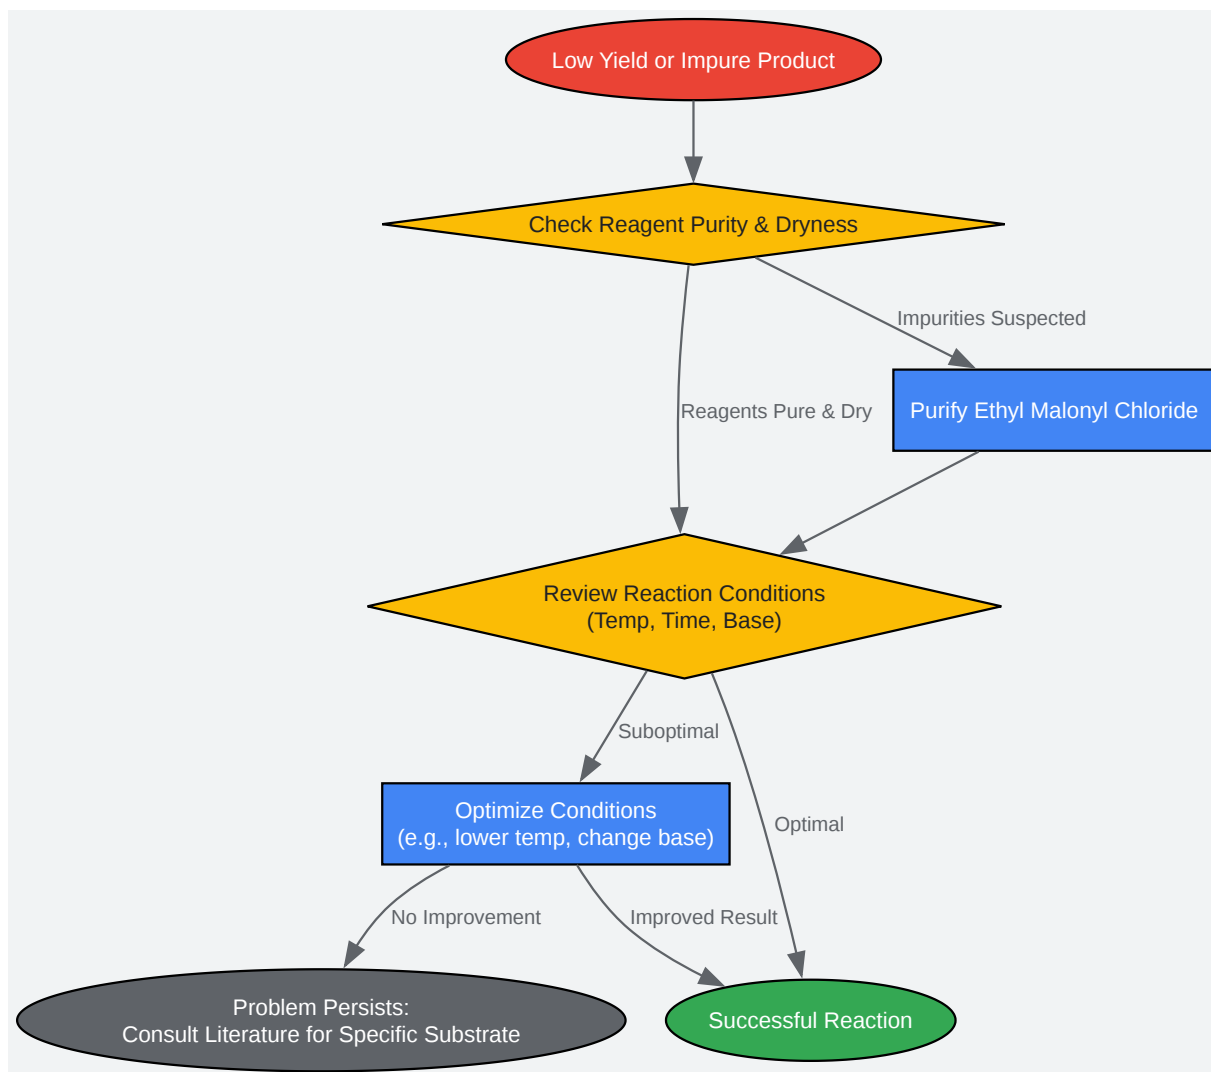 Low Yield or Impure Product
Check Reagent Purity & Dryness
Impurities Suspected
Reagents Pure & Dry
Purify Ethyl Malonyl Chloride
Review Reaction Conditions
(Temp, Time, Base)
Suboptimal
Optimize Conditions
(e.g., lower temp, change base)
Optimal
No Improvement
Improved Result
Problem Persists:
Consult Literature for Specific Substrate
Successful Reaction